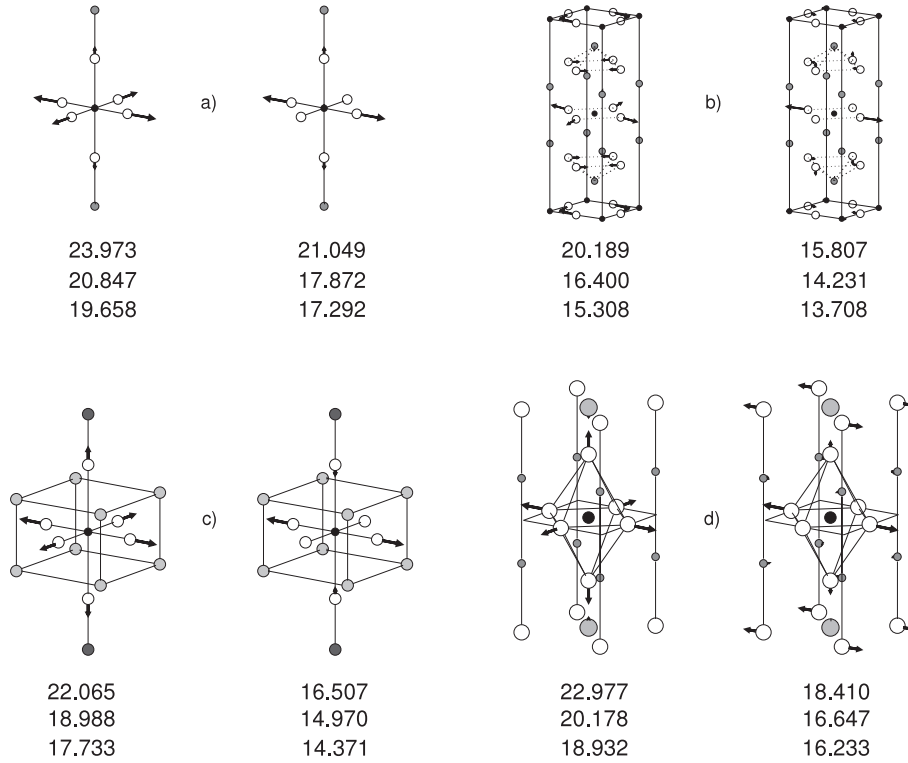 a) b)
23.973 21.049 20.189 15.807
20.847 17.872 16.400 14.231
19.658 17.292 15.308 13.708
c) d)
22.065 16.507 22.977 18.410
18.988 14.970 20.178 16.647
17.733 14.371 18.932 16.233